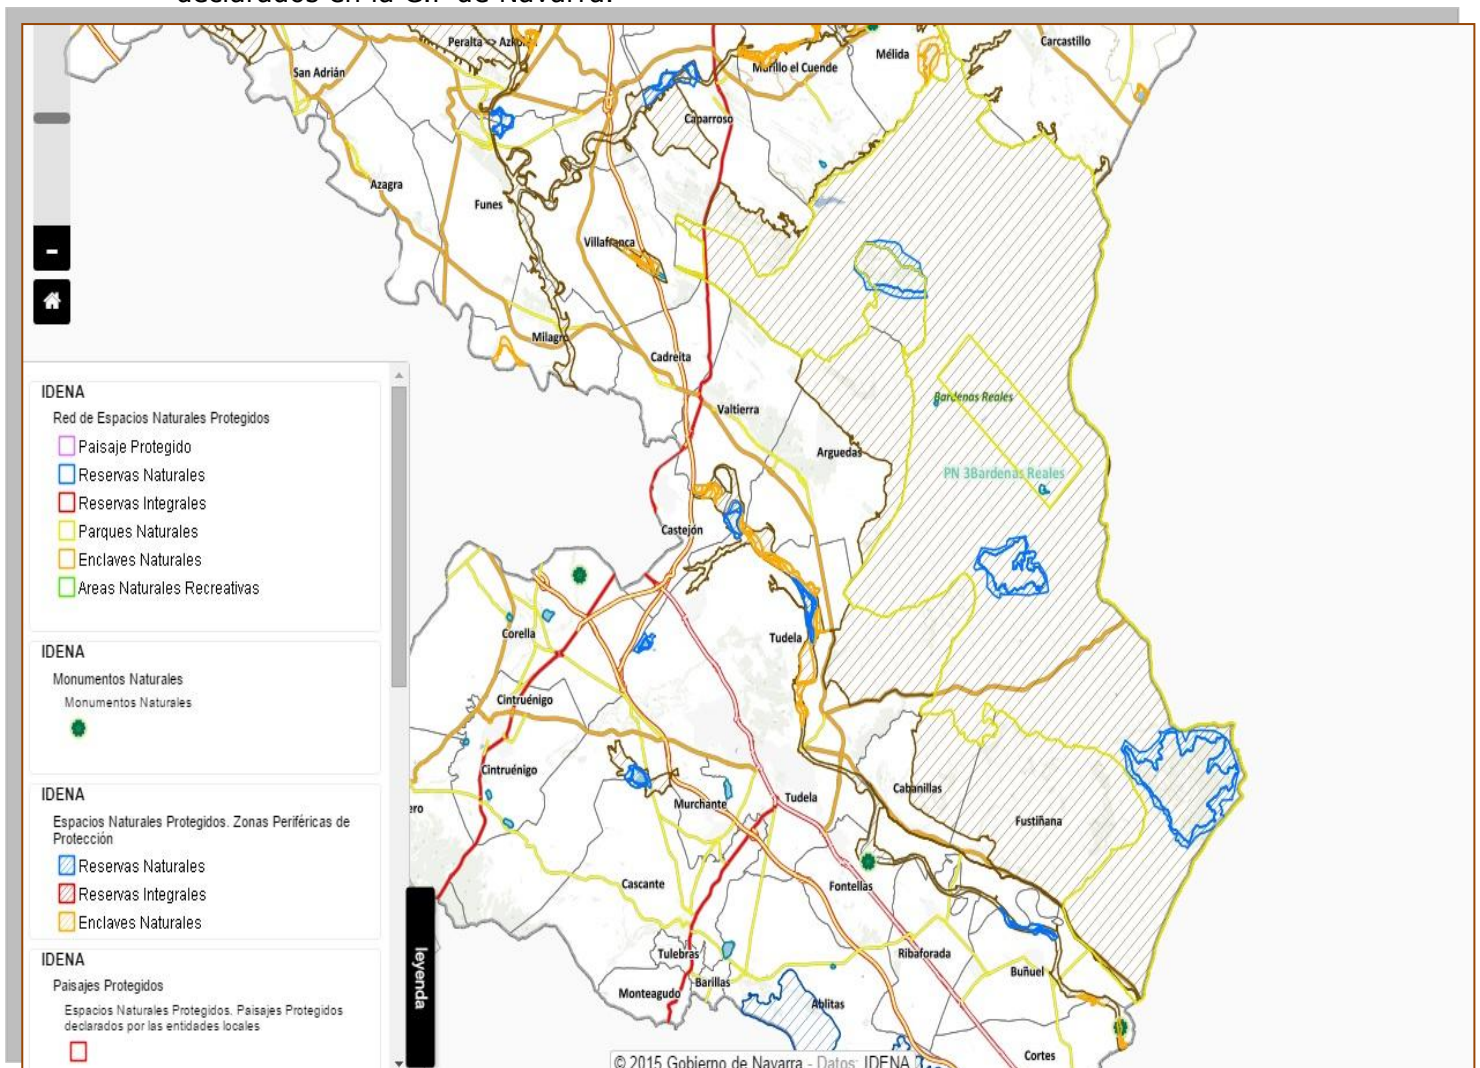 San Adrián
Peralta <> Azko
Murillo el Cuende
Mélida
Carcastillo
Caparroso
Azagra
Funes
Villafranca
Milagro
Cadreita
Valtierra
Bardenas Reales
Arguedas
PN 3Bardenas Reales
Castejón
Corella
Tudela
Cintruénigo
Cintruénigo
ero
Murchante
Tudela
Cabanillas
Fustiñana
Cascante
Fontellas
Tulebras
Ribaforada
Monteagudo
Barillas
Buñuel
Ablitas
Cortes
-
IDENA
Red de Espacios Naturales Protegidos
Paisaje Protegido
Reservas Naturales
Reservas Integrales
Parques Naturales
Enclaves Naturales
Areas Naturales Recreativas
IDENA
Monumentos Naturales
Monumentos Naturales
IDENA
Espacios Naturales Protegidos. Zonas Periféricas de
Protección
Reservas Naturales
Reservas Integrales
Enclaves Naturales
IDENA
Paisajes Protegidos
Espacios Naturales Protegidos. Paisajes Protegidos
declarados por las entidades locales
leyenda
© 2015 Gobierno de Navarra - Datos: IDENA